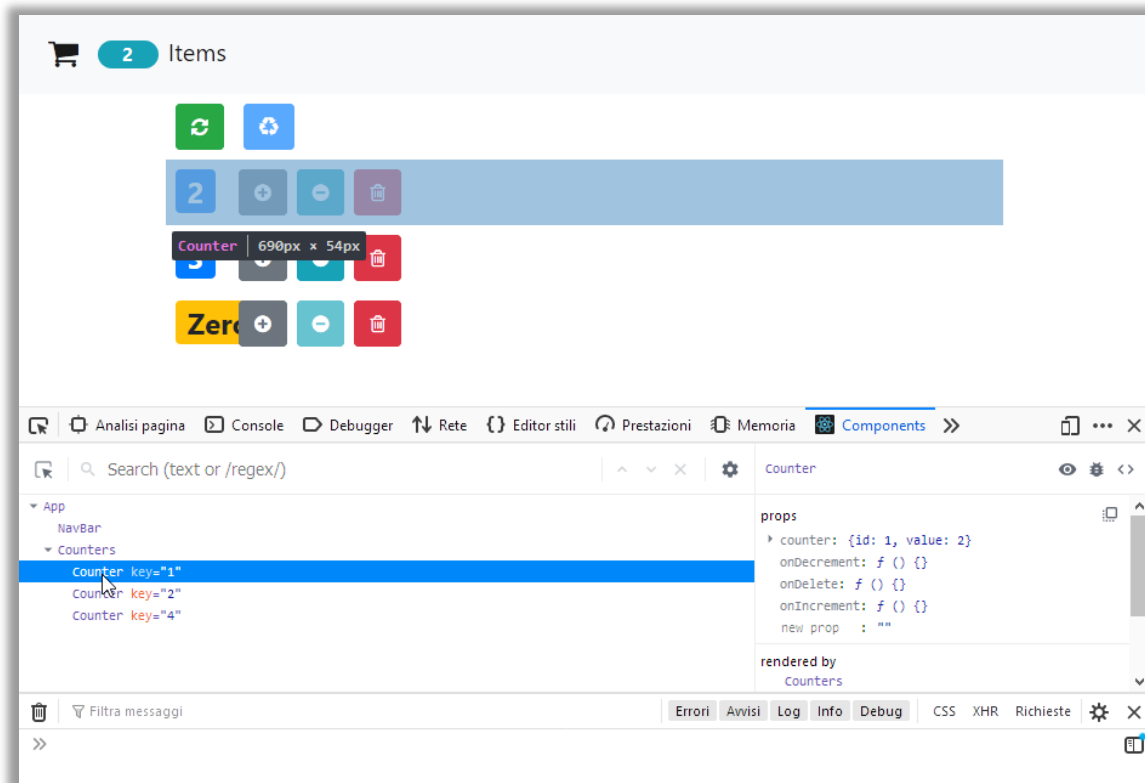 2 Items
2
Counter 690px × 54px
Zero
Analisi pagina Console Debugger Rete Editor stili Prestazioni Memoria Components
Search (text or /regex/) Counter
App
NavBar
Counters
Counter key="1"
Counter key="2"
Counter key="4"
props
counter: {id: 1, value: 2}
onDecrement: ƒ () {}
onDelete: ƒ () {}
onIncrement: ƒ () {}
new prop : ""
rendered by
Counters
Filtra messaggi Errori Avvisi Log Info Debug CSS XHR Richieste